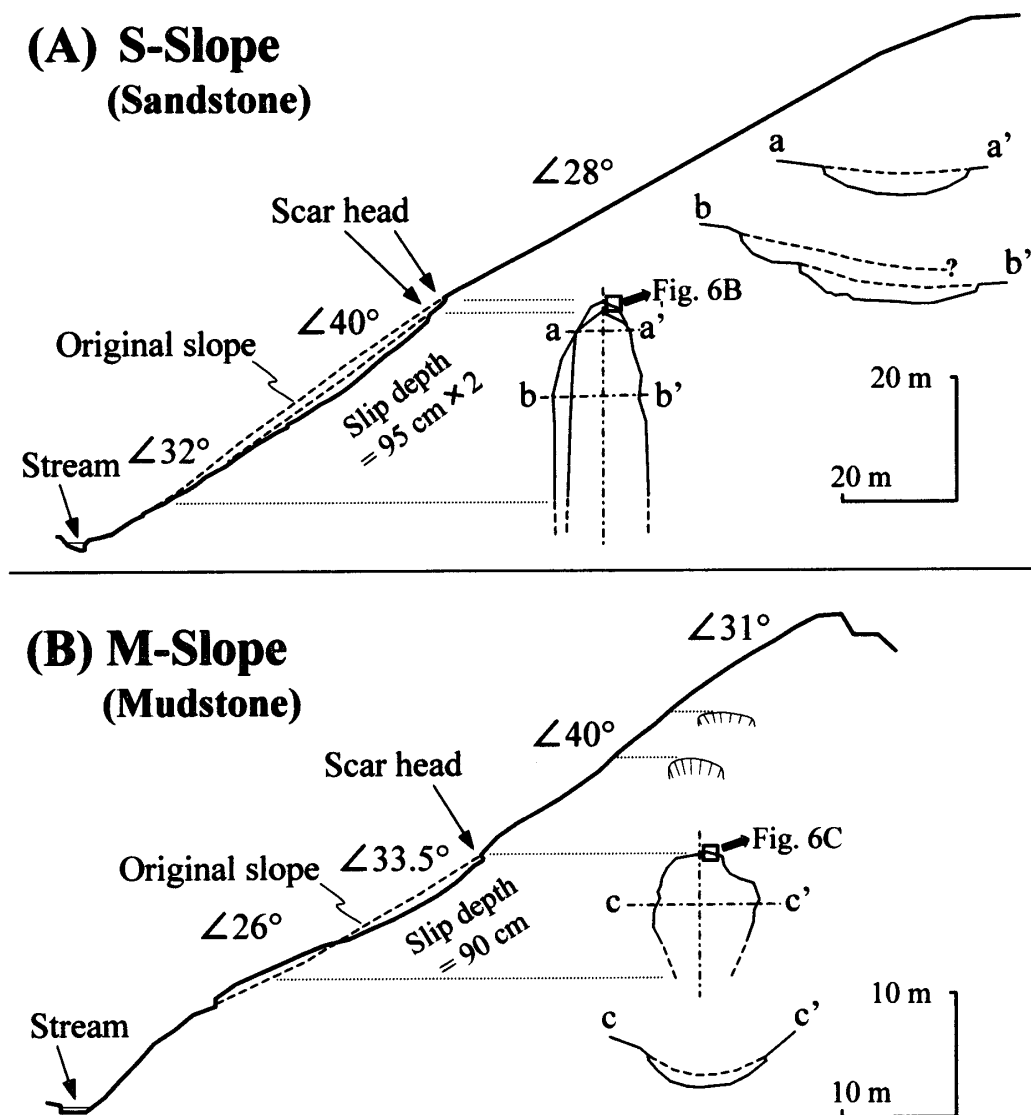 (A) S-Slope
(Sandstone)
∠28°
a
a'
Scar head
b
?
b'
Fig. 6B
∠40°
a
a'
Original slope
Slip depth
= 95 cm × 2
20 m
b
b'
∠32°
Stream
20 m
(B) M-Slope
(Mudstone)
∠31°
∠40°
Scar head
Fig. 6C
∠33.5°
Original slope
c
c'
Slip depth
= 90 cm
∠26°
10 m
c
c'
Stream
10 m